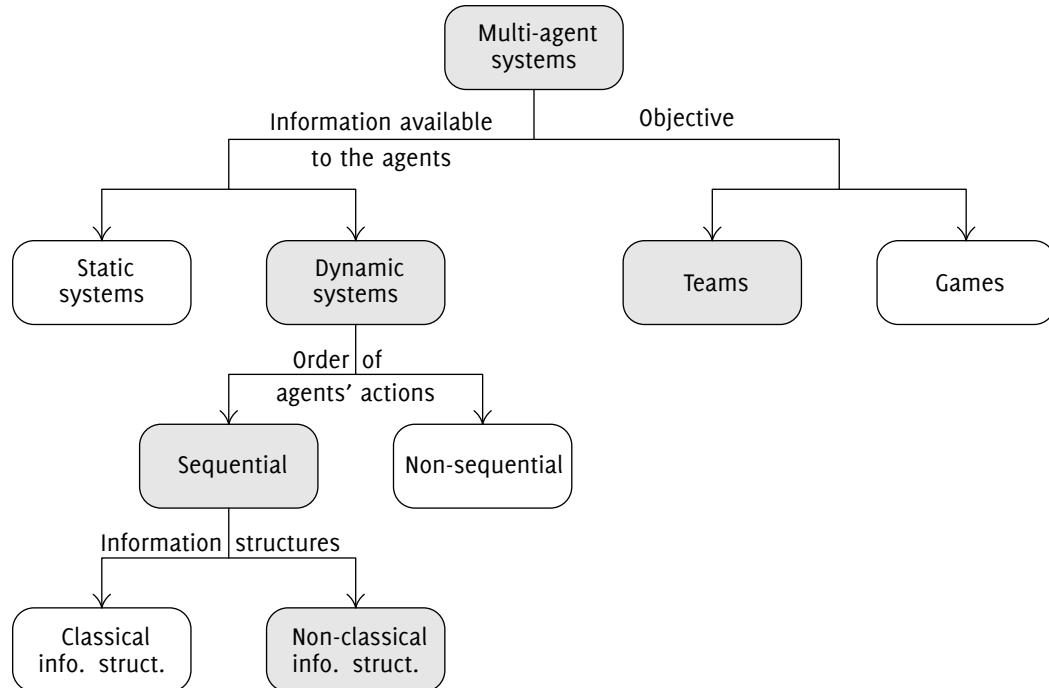 Multi-agent
systems
Information available
to the agents
Objective
Static
systems
Dynamic
systems
Teams
Games
Order of
agents' actions
Sequential
Non-sequential
Information structures
Classical
info. struct.
Non-classical
info. struct.